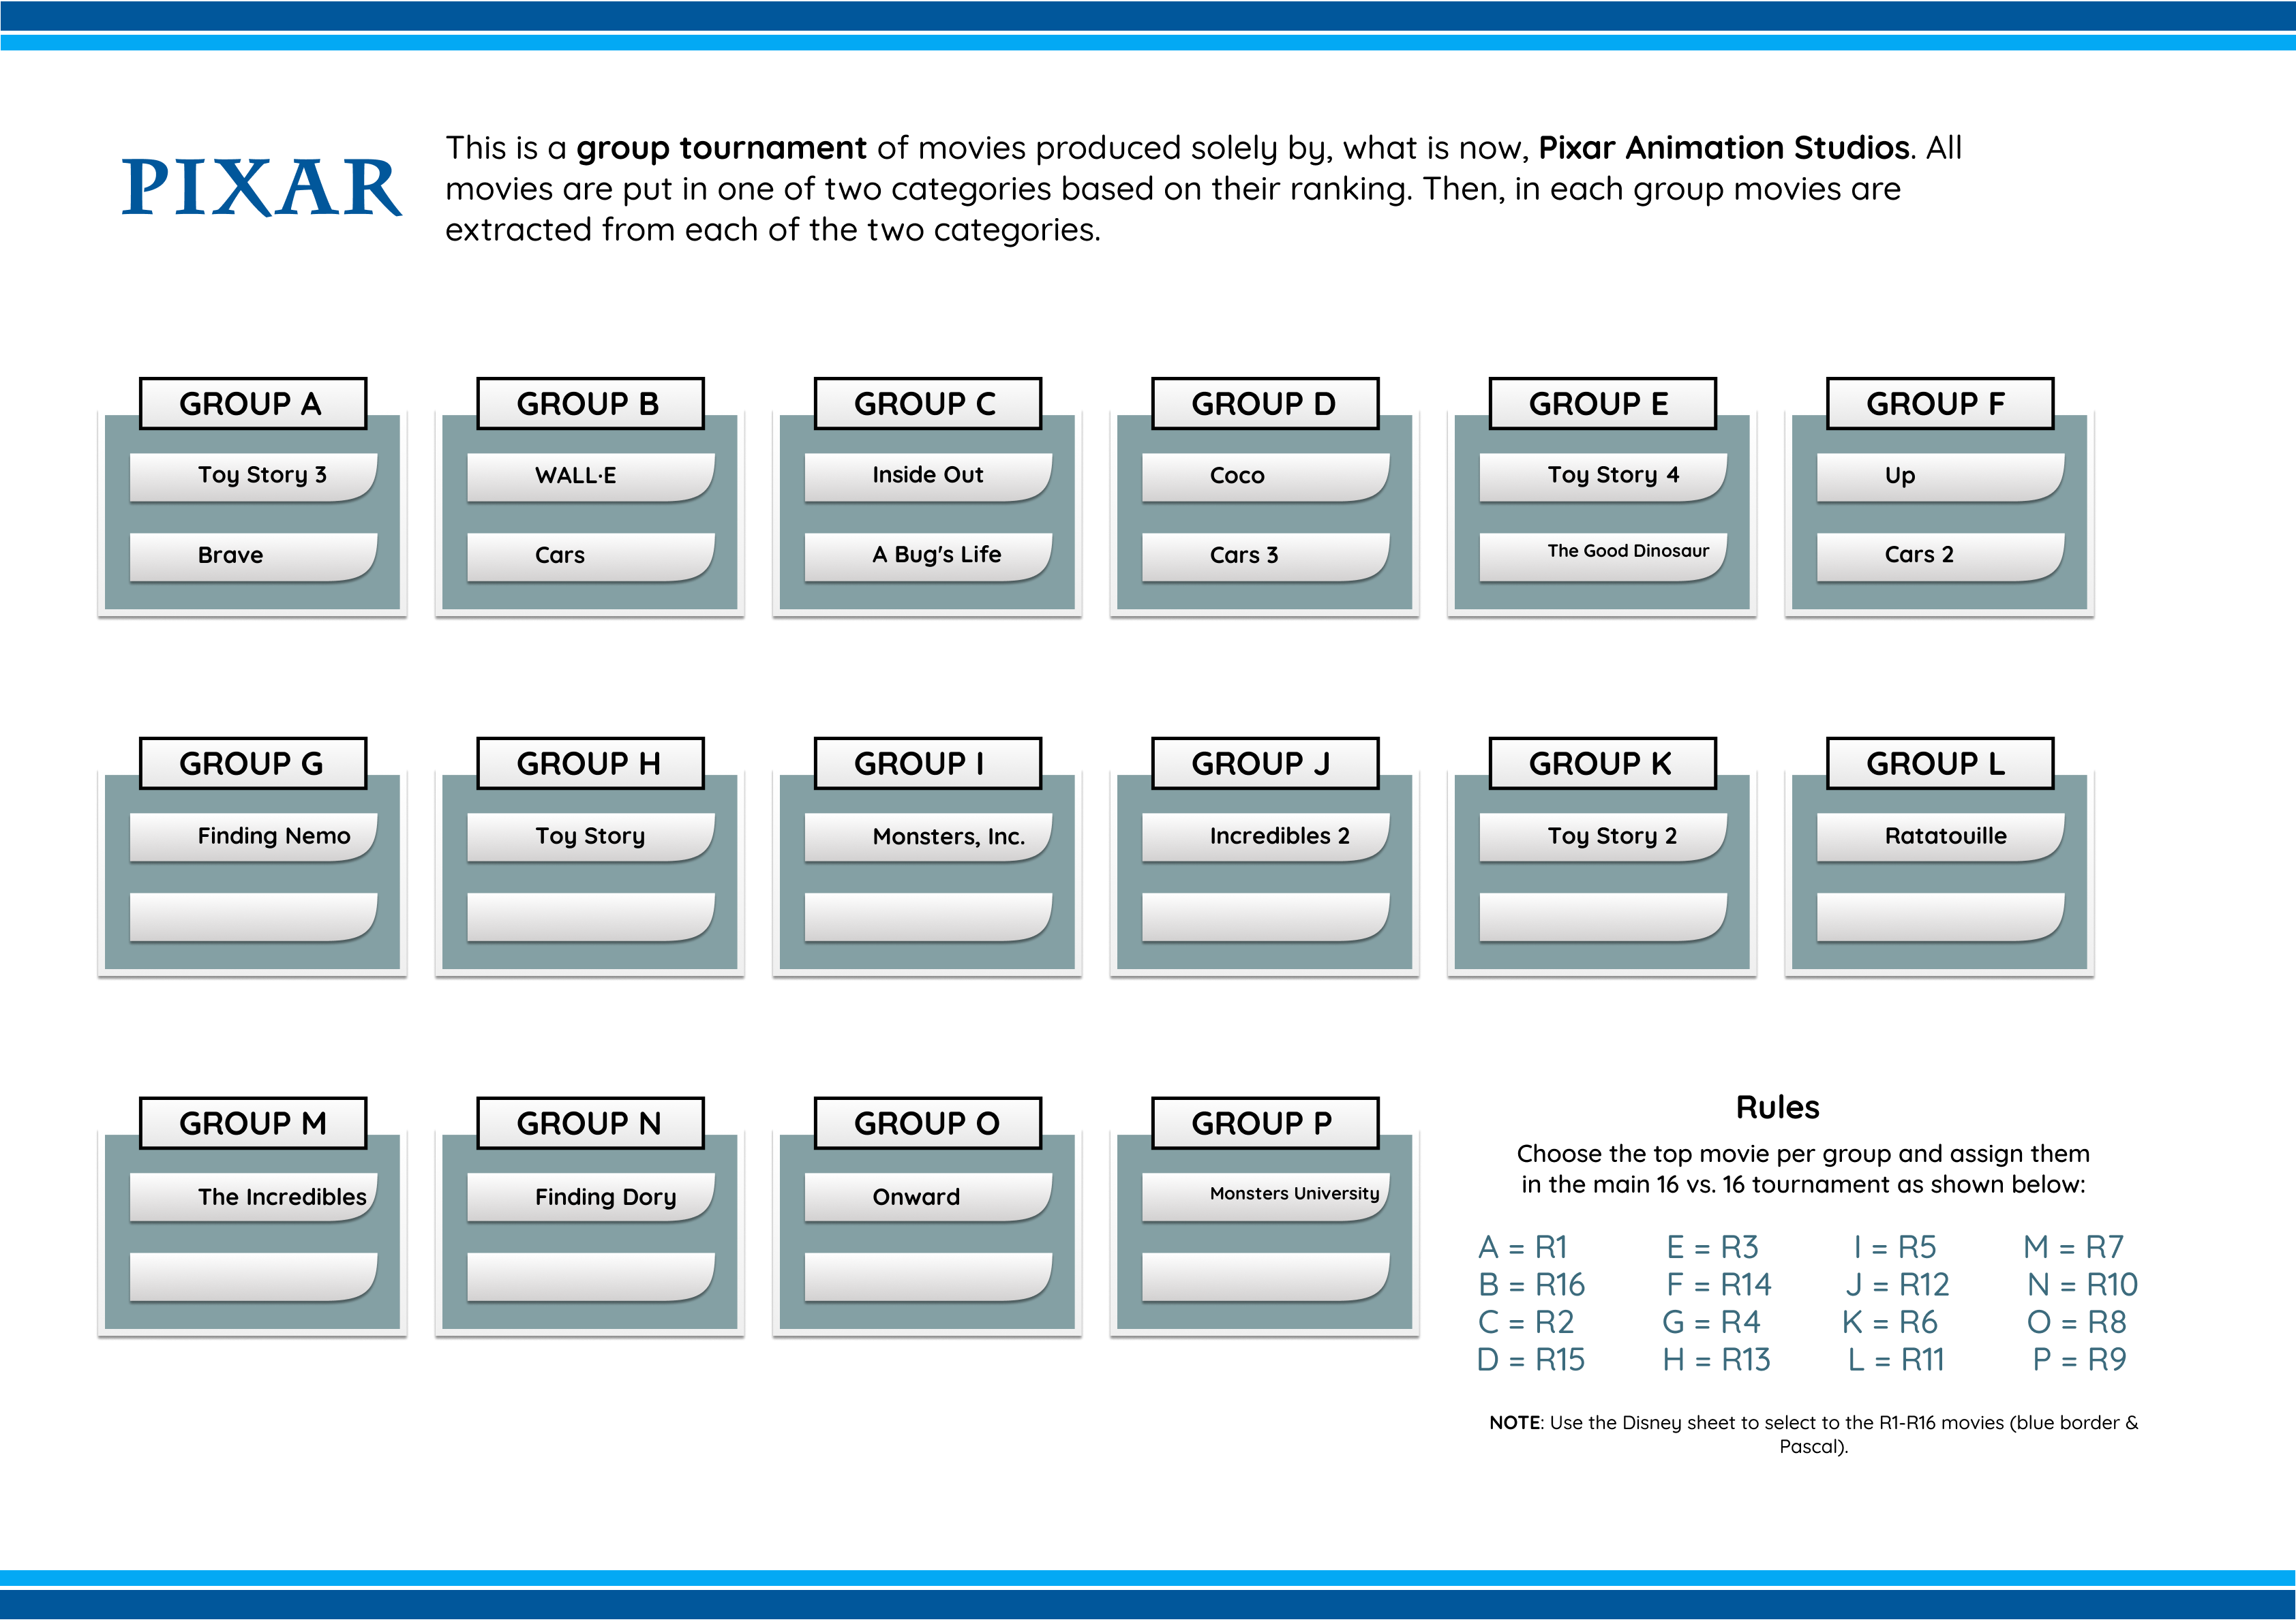 PIXAR
This is a group tournament of movies produced solely by, what is now, Pixar Animation Studios. All
movies are put in one of two categories based on their ranking. Then, in each group movies are
extracted from each of the two categories.
GROUP A
Toy Story 3
Brave
GROUP B
WALL·E
Cars
GROUP C
Inside Out
A Bug's Life
GROUP D
Coco
Cars 3
GROUP E
Toy Story 4
The Good Dinosaur
GROUP F
Up
Cars 2
GROUP G
Finding Nemo
GROUP H
Toy Story
GROUP I
Monsters, Inc.
GROUP J
Incredibles 2
GROUP K
Toy Story 2
GROUP L
Ratatouille
GROUP M
The Incredibles
GROUP N
Finding Dory
GROUP O
Onward
GROUP P
Monsters University
Rules
Choose the top movie per group and assign them
in the main 16 vs. 16 tournament as shown below:
A = R1
B = R16
C = R2
D = R15
E = R3
F = R14
G = R4
H = R13
I = R5
J = R12
K = R6
L = R11
M = R7
N = R10
O = R8
P = R9
NOTE: Use the Disney sheet to select to the R1-R16 movies (blue border &
Pascal).